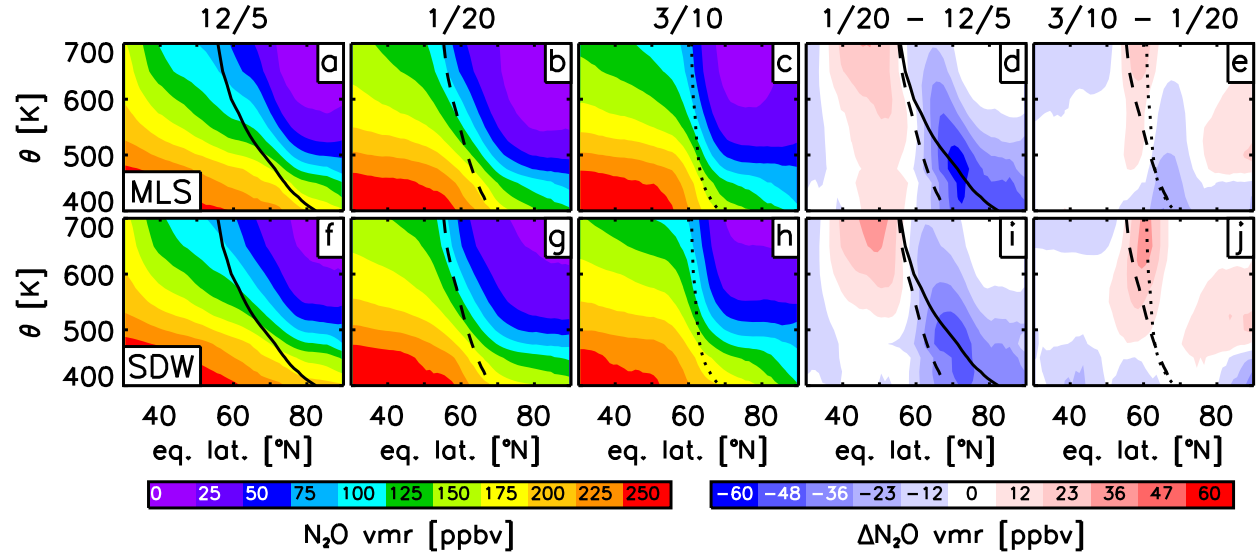 12/5 1/20 3/10 1/20 − 12/5 3/10 − 1/20
700 a b c d e
600
θ [K]
500
400 MLS
700 f g h i j
600
θ [K]
500
400 SDW
40 60 80 40 60 80 40 60 80 40 60 80 40 60 80
eq. lat. [°N] eq. lat. [°N] eq. lat. [°N] eq. lat. [°N] eq. lat. [°N]
0 25 50 75 100 125 150 175 200 225 250 −60 −48 −36 −23 −12 0 12 23 36 47 60
N₂O vmr [ppbv] ΔN₂O vmr [ppbv]